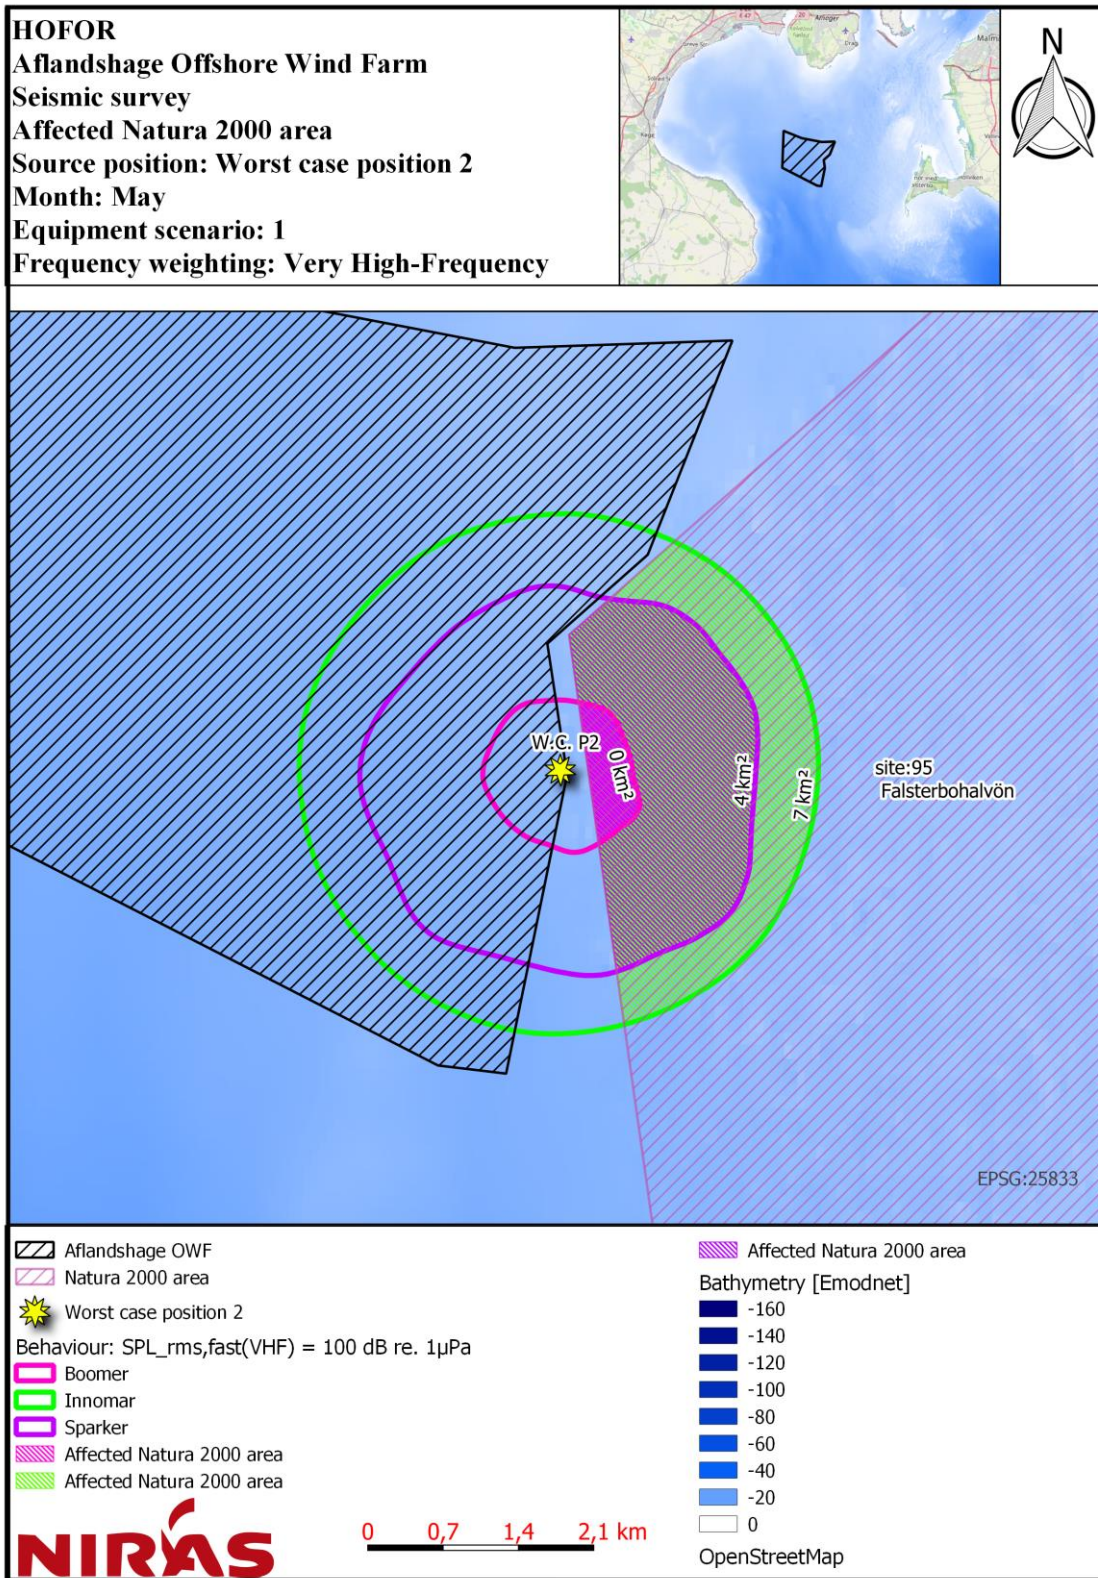 HOFOR
Aflandshage Offshore Wind Farm
Seismic survey
Affected Natura 2000 area
Source position: Worst case position 2
Month: May
Equipment scenario: 1
Frequency weighting: Very High-Frequency
N
W.C. P2
0 km²
4 km²
7 km²
site:95
Falsterbohalvön
EPSG:25833
Aflandshage OWF
Natura 2000 area
Worst case position 2
Behaviour: SPL_rms,fast(VHF) = 100 dB re. 1µPa
Boomer
Innomar
Sparker
Affected Natura 2000 area
Affected Natura 2000 area
Affected Natura 2000 area
Bathymetry [Emodnet]
-160
-140
-120
-100
-80
-60
-40
-20
0
OpenStreetMap
NIRAS
0 0,7 1,4 2,1 km